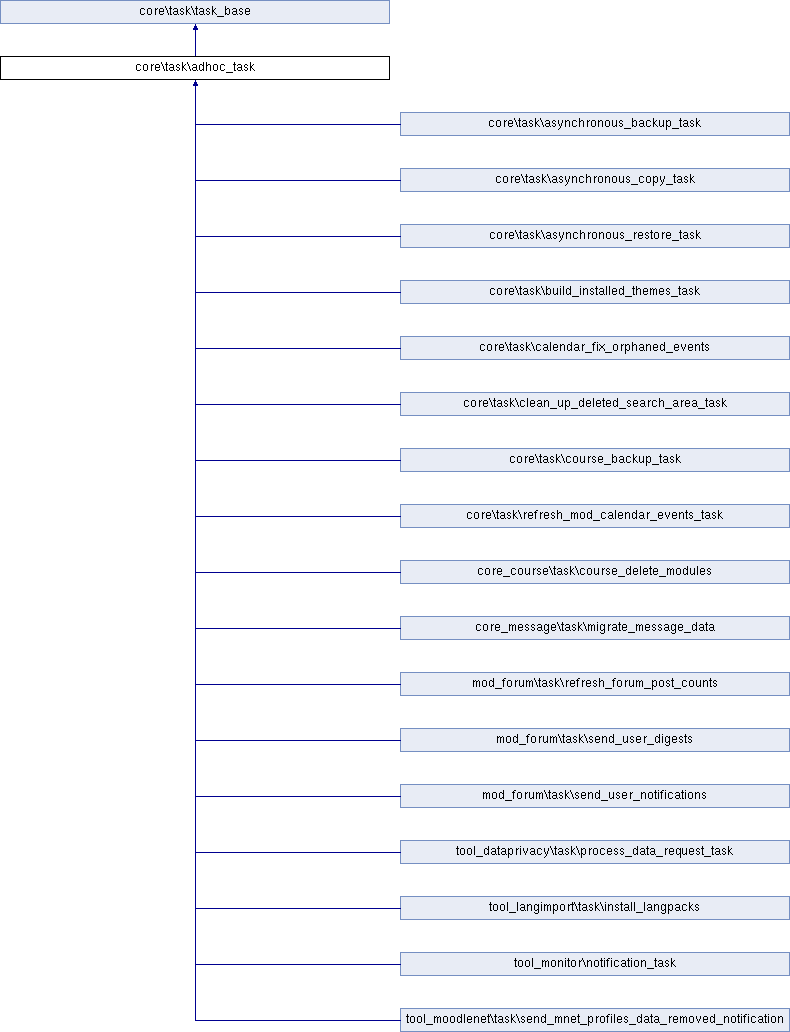 core\task\task_base
core\task\adhoc_task
core\task\asynchronous_backup_task
core\task\asynchronous_copy_task
core\task\asynchronous_restore_task
core\task\build_installed_themes_task
core\task\calendar_fix_orphaned_events
core\task\clean_up_deleted_search_area_task
core\task\course_backup_task
core\task\refresh_mod_calendar_events_task
core_course\task\course_delete_modules
core_message\task\migrate_message_data
mod_forum\task\refresh_forum_post_counts
mod_forum\task\send_user_digests
mod_forum\task\send_user_notifications
tool_dataprivacy\task\process_data_request_task
tool_langimport\task\install_langpacks
tool_monitor\notification_task
tool_moodlenet\task\send_mnet_profiles_data_removed_notification